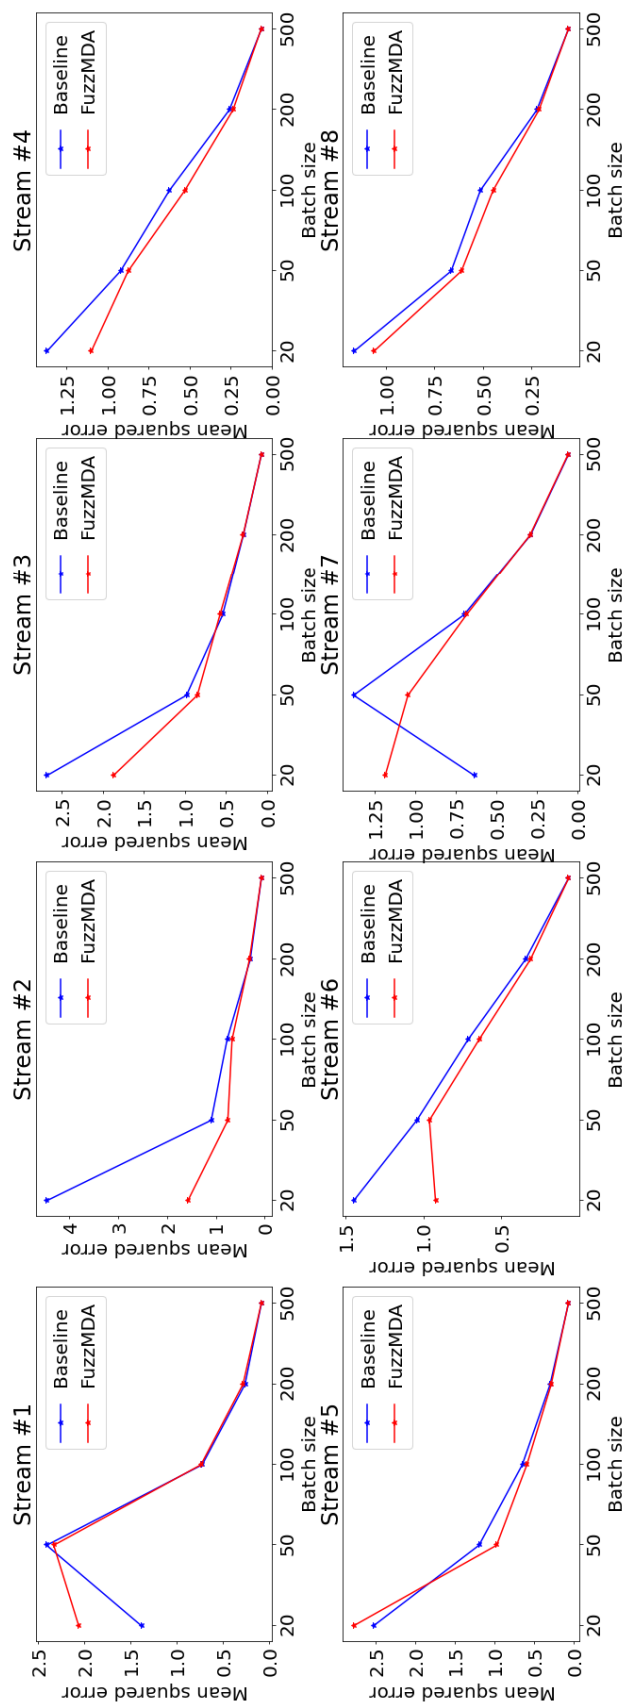 Stream #1
Mean squared error
2.5
2.0
1.5
1.0
0.5
0.0
Baseline
FuzzMDA
20 50 100 200 500
Batch size
Stream #2
Mean squared error
4
3
2
1
0
Baseline
FuzzMDA
20 50 100 200 500
Batch size
Stream #3
Mean squared error
2.5
2.0
1.5
1.0
0.5
0.0
Baseline
FuzzMDA
20 50 100 200 500
Batch size
Stream #4
Mean squared error
1.25
1.00
0.75
0.50
0.25
0.00
Baseline
FuzzMDA
20 50 100 200 500
Batch size
Stream #5
Mean squared error
2.5
2.0
1.5
1.0
0.5
0.0
Baseline
FuzzMDA
20 50 100 200 500
Batch size
Stream #6
Mean squared error
1.5
1.0
0.5
Baseline
FuzzMDA
20 50 100 200 500
Batch size
Stream #7
Mean squared error
1.25
1.00
0.75
0.50
0.25
0.00
Baseline
FuzzMDA
20 50 100 200 500
Batch size
Stream #8
Mean squared error
1.00
0.75
0.50
0.25
Baseline
FuzzMDA
20 50 100 200 500
Batch size